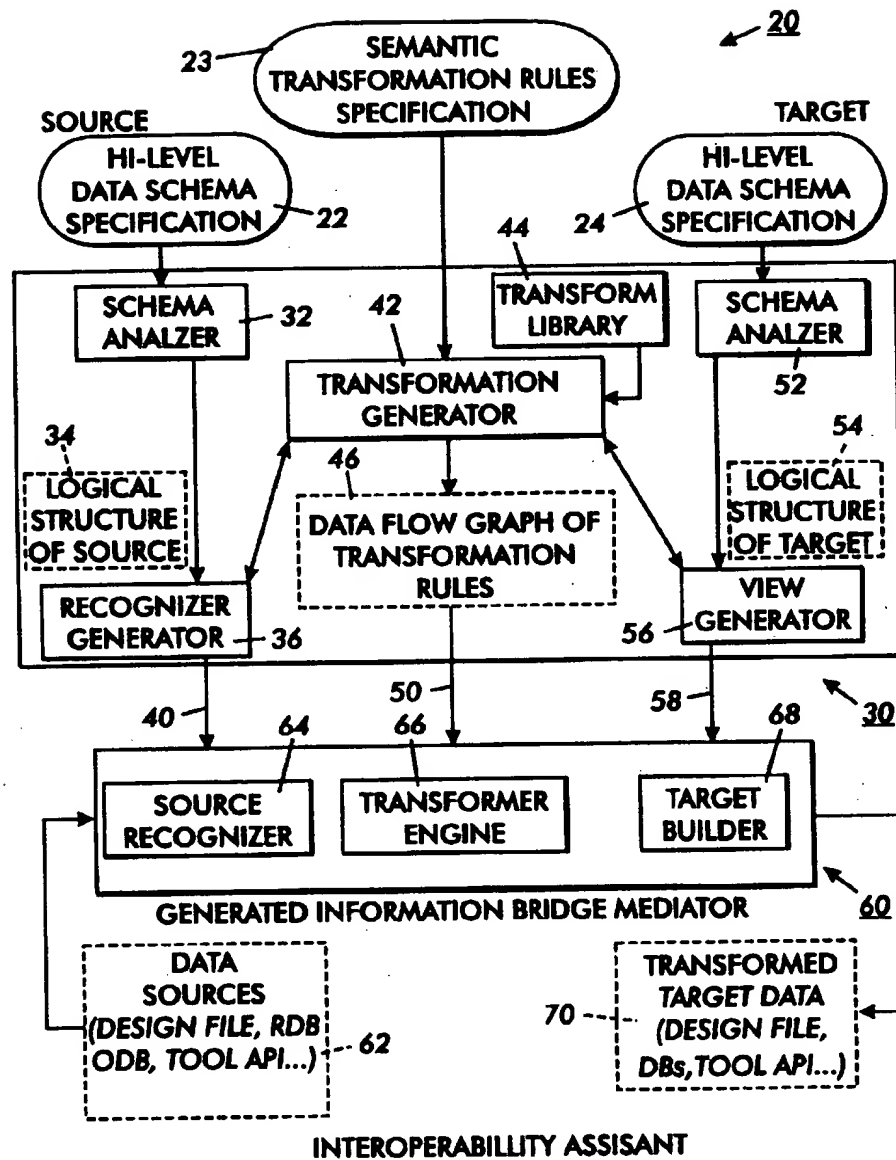 20
23
SEMANTIC
TRANSFORMATION RULES
SPECIFICATION
SOURCE
TARGET
HI-LEVEL
DATA SCHEMA
SPECIFICATION
22
HI-LEVEL
DATA SCHEMA
SPECIFICATION
24
44
SCHEMA
ANALZER
32
42
TRANSFORM
LIBRARY
SCHEMA
ANALZER
52
TRANSFORMATION
GENERATOR
34
LOGICAL
STRUCTURE
OF SOURCE
46
DATA FLOW GRAPH OF
TRANSFORMATION
RULES
54
LOGICAL
STRUCTURE
OF TARGET
RECOGNIZER
GENERATOR
36
VIEW
GENERATOR
56
40
50
58
30
64
66
68
SOURCE
RECOGNIZER
TRANSFORMER
ENGINE
TARGET
BUILDER
GENERATED INFORMATION BRIDGE MEDIATOR
60
DATA
SOURCES
(DESIGN FILE, RDB
ODB, TOOL API...)
62
TRANSFORMED
TARGET DATA
(DESIGN FILE,
DBs,TOOL API...)
70
INTEROPERABILLITY ASSISANT